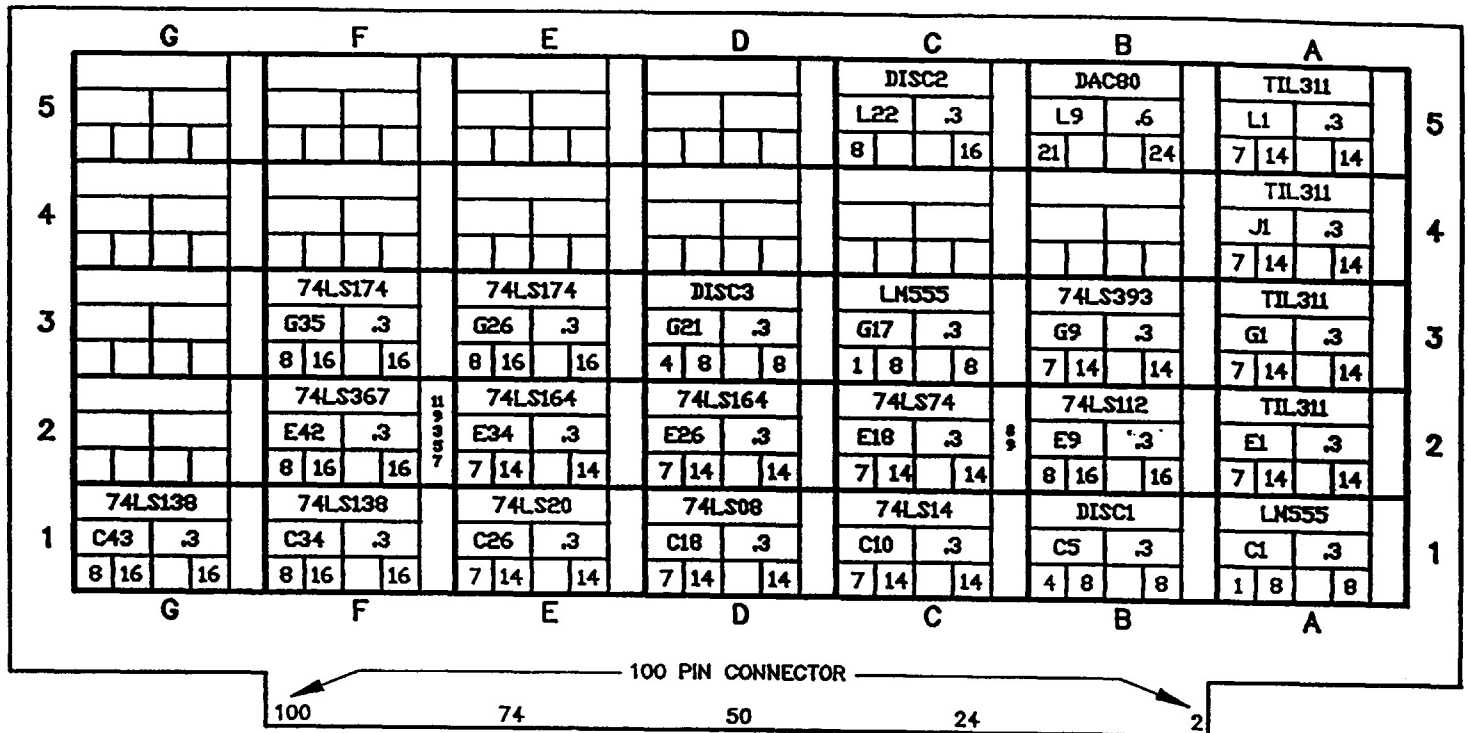 G F E D C B A
5 DISC2 DAC80 TIL311 5
L22 .3 L9 .6 L1 .3
8 16 21 24 7 14 14
4 TIL311 4
J1 .3
7 14 14
3 74LS174 74LS174 DISC3 LM555 74LS393 TIL311 3
G35 .3 G26 .3 G21 .3 G17 .3 G9 .3 G1 .3
8 16 16 8 16 16 4 8 8 1 8 8 7 14 14 7 14 14
2 74LS367 74LS164 74LS164 74LS74 74LS112 TIL311 2
E42 .3 E34 .3 E26 .3 E18 .3 E9 .3 E1 .3
8 16 16 7 14 14 7 14 14 7 14 14 8 16 16 7 14 14
1 74LS138 74LS138 74LS20 74LS08 74LS14 DISC1 LM555 1
C43 .3 C34 .3 C26 .3 C18 .3 C10 .3 C5 .3 C1 .3
8 16 16 8 16 16 7 14 14 7 14 14 7 14 14 4 8 8 1 8 8
G F E D C B A
100 PIN CONNECTOR
100 74 50 24 2